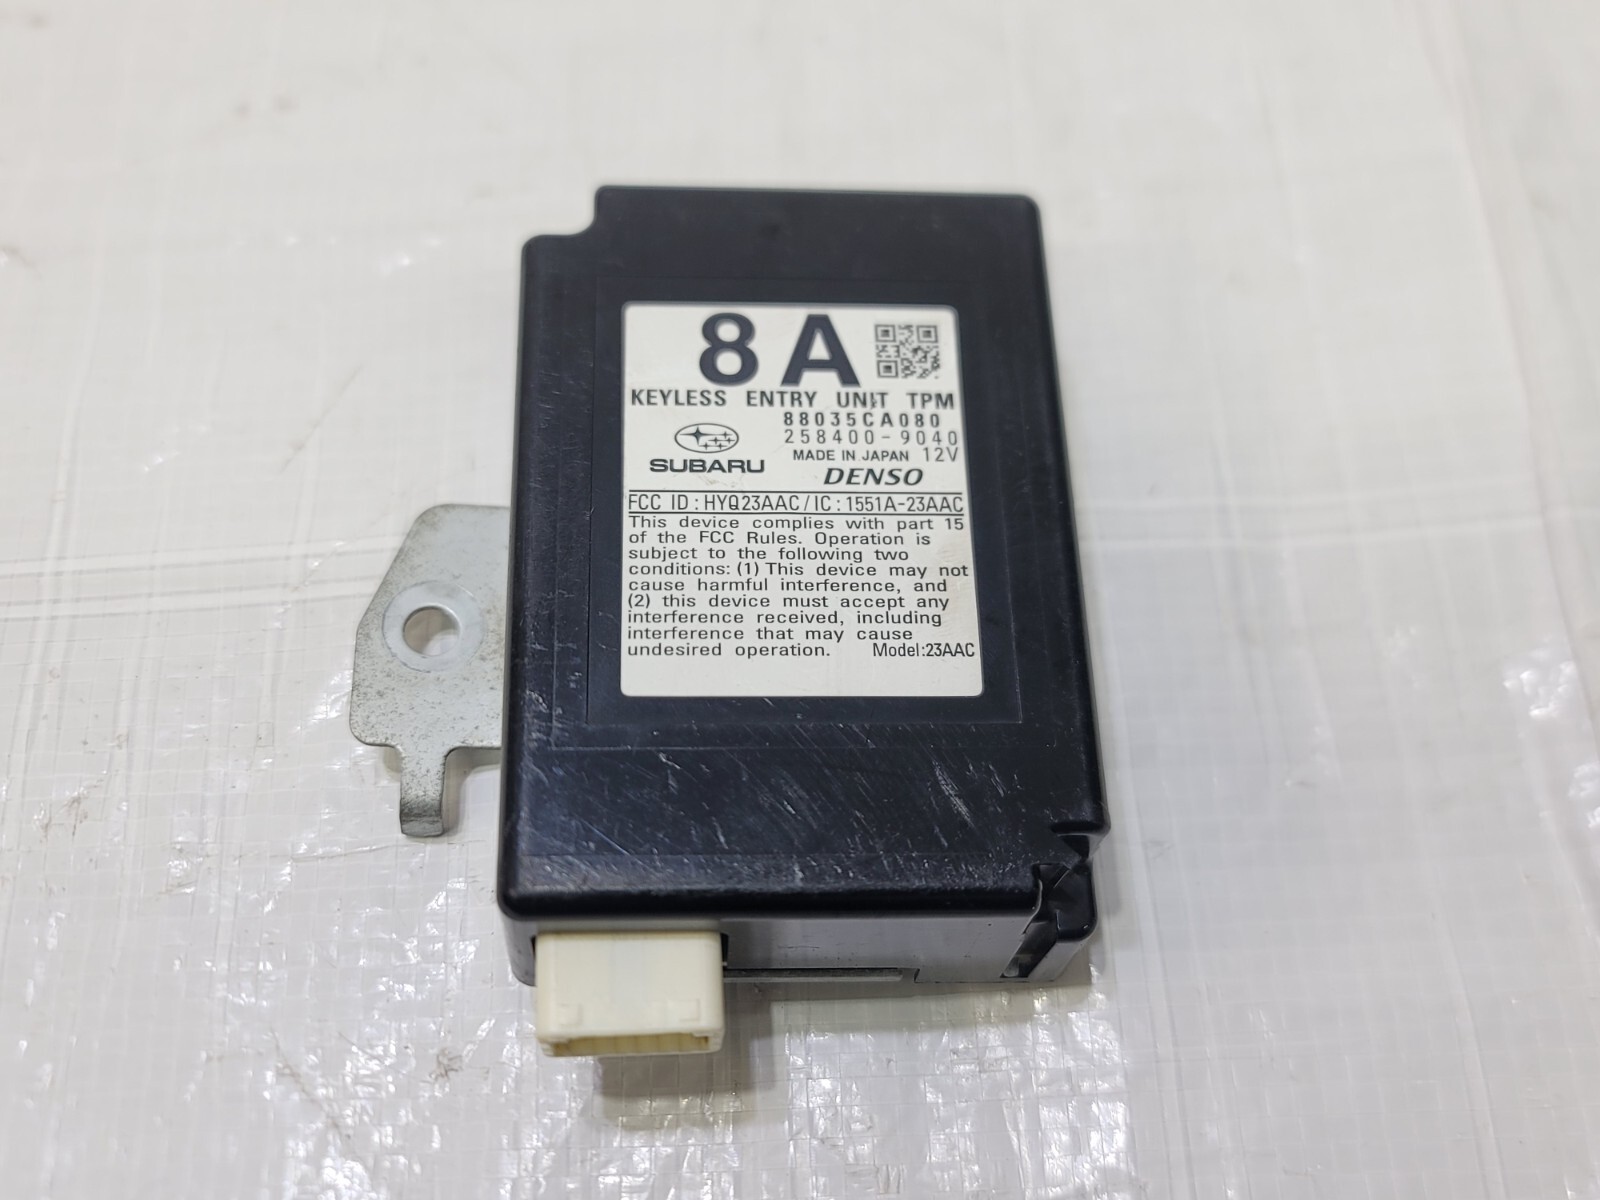 8A
KEYLESS ENTRY UNIT TPM
88035CA080
258400-9040
MADE IN JAPAN 12V
SUBARU
DENSO
FCC ID : HYQ23AAC / IC : 1551A-23AAC
This device complies with part 15
of the FCC Rules. Operation is
subject to the following two
conditions: (1) This device may not
cause harmful interference, and
(2) this device must accept any
interference received, including
interference that may cause
undesired operation. Model:23AAC